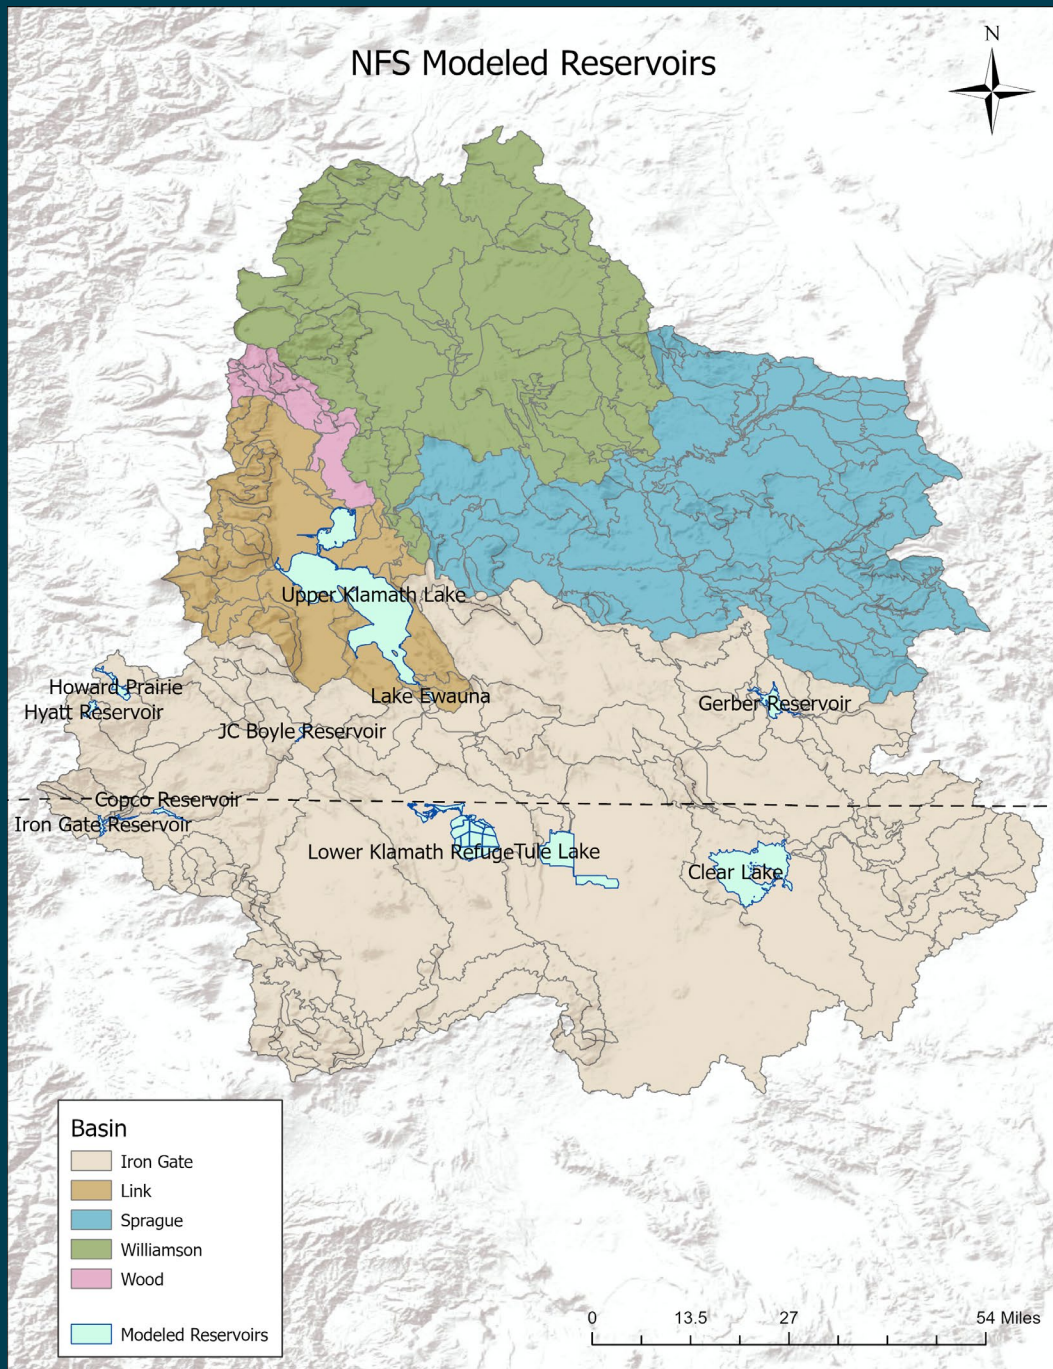 NFS Modeled Reservoirs
N
Upper Klamath Lake
Howard Prairie
Lake Ewauna
Gerber Reservoir
Hyatt Reservoir
JC Boyle Reservoir
Copco Reservoir
Iron Gate Reservoir
Lower Klamath Refuge
Tule Lake
Clear Lake
Basin
Iron Gate
Link
Sprague
Williamson
Wood
Modeled Reservoirs
0 13.5 27 54 Miles